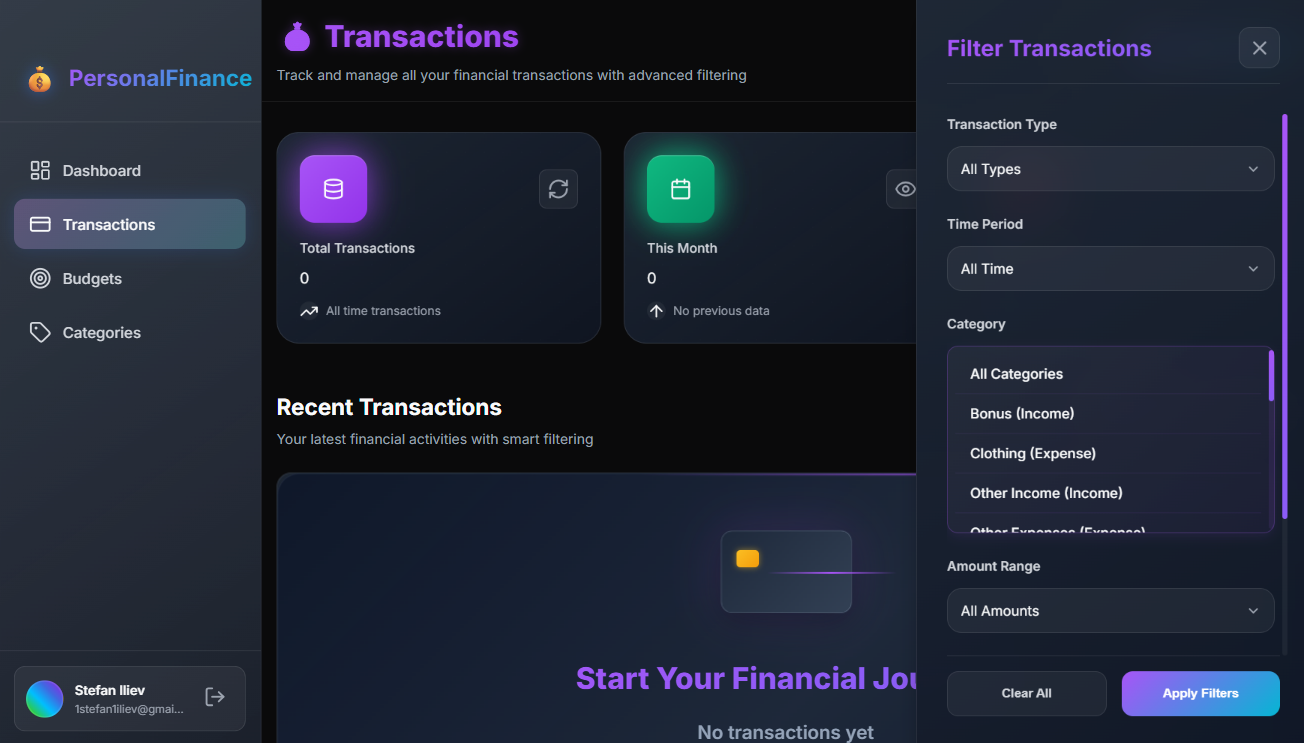 PersonalFinance
Dashboard
Transactions
Budgets
Categories
Stefan Iliev
1stefan1iliev@gmai...
Transactions
Track and manage all your financial transactions with advanced filtering
Total Transactions
0
All time transactions
This Month
0
No previous data
Recent Transactions
Your latest financial activities with smart filtering
Start Your Financial Jou
No transactions yet
Filter Transactions
Transaction Type
All Types
Time Period
All Time
Category
All Categories
Bonus (Income)
Clothing (Expense)
Other Income (Income)
Other Expenses (Expense)
Amount Range
All Amounts
Clear All
Apply Filters